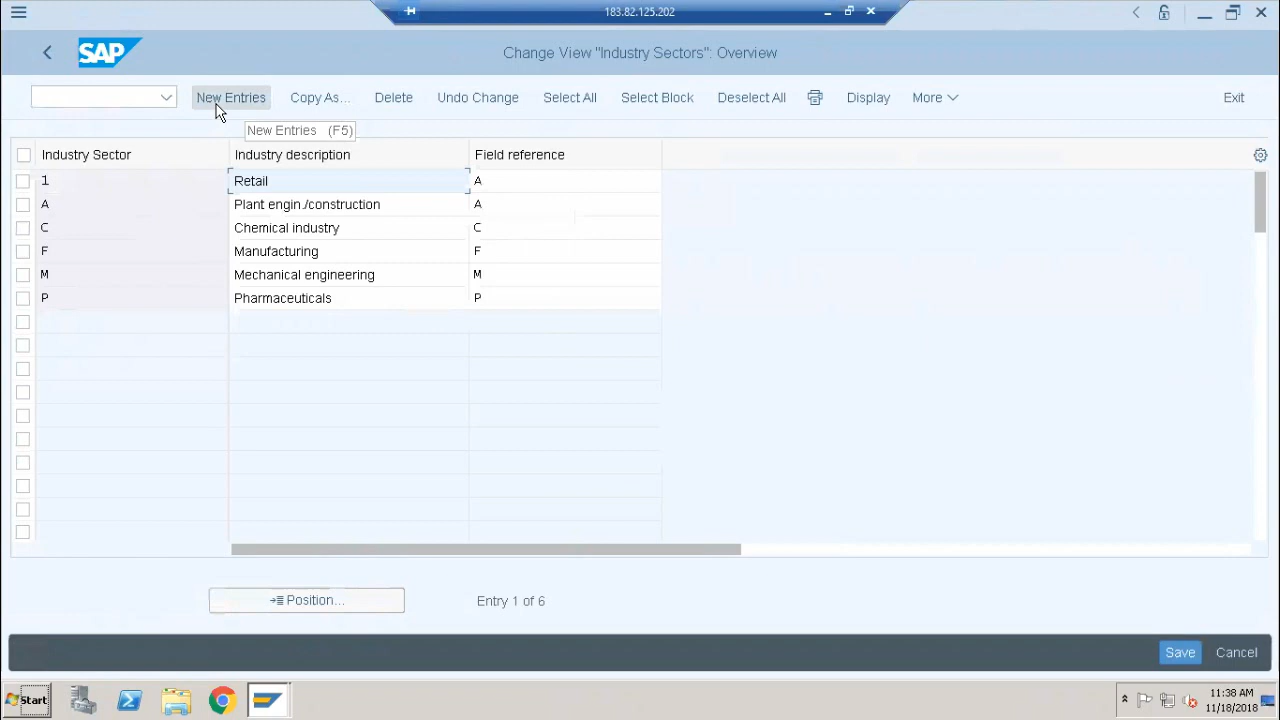 183.82.125.202
SAP
Change View "Industry Sectors": Overview
New Entries
Copy As...
Delete
Undo Change
Select All
Select Block
Deselect All
Display
More
Exit
New Entries (F5)
Industry Sector Industry description Field reference
1 Retail A
A Plant engin./construction A
C Chemical industry C
F Manufacturing F
M Mechanical engineering M
P Pharmaceuticals P
Position...
Entry 1 of 6
Save
Cancel
Start
11:38 AM
11/18/2018